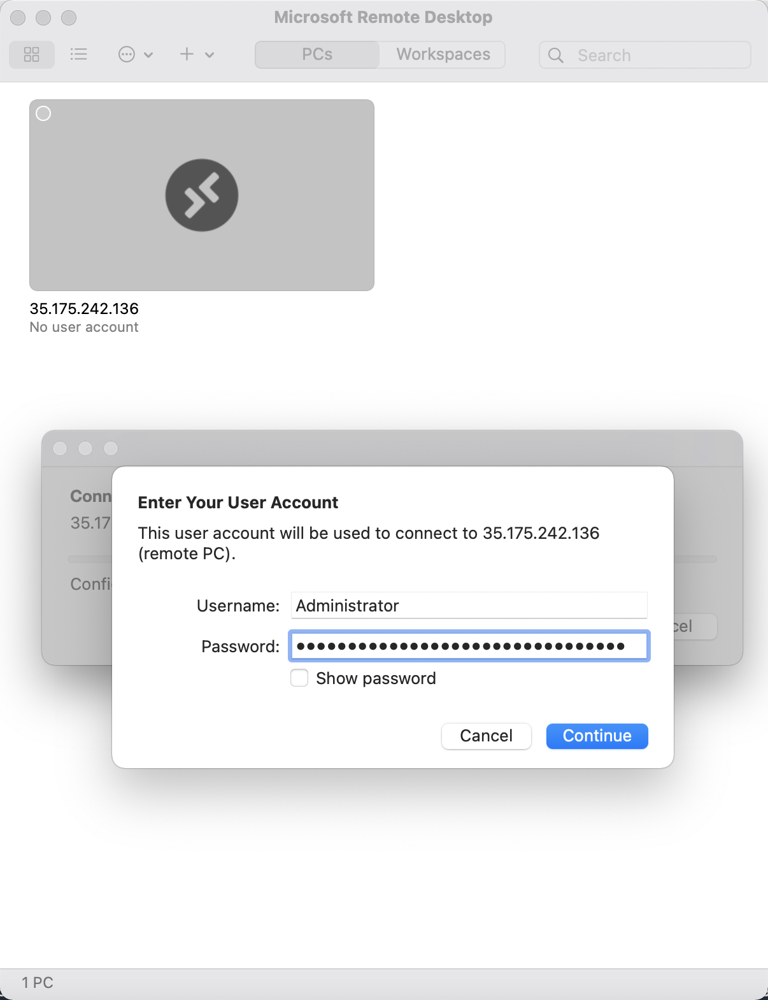 Microsoft Remote Desktop
PCs
Workspaces
Search
35.175.242.136
No user account
Conn
35.17
Confi
cel
Enter Your User Account
This user account will be used to connect to 35.175.242.136
(remote PC).
Username: Administrator
Password: ●●●●●●●●●●●●●●●●●●●●●●●●●●●●●●●●
Show password
Cancel
Continue
1 PC